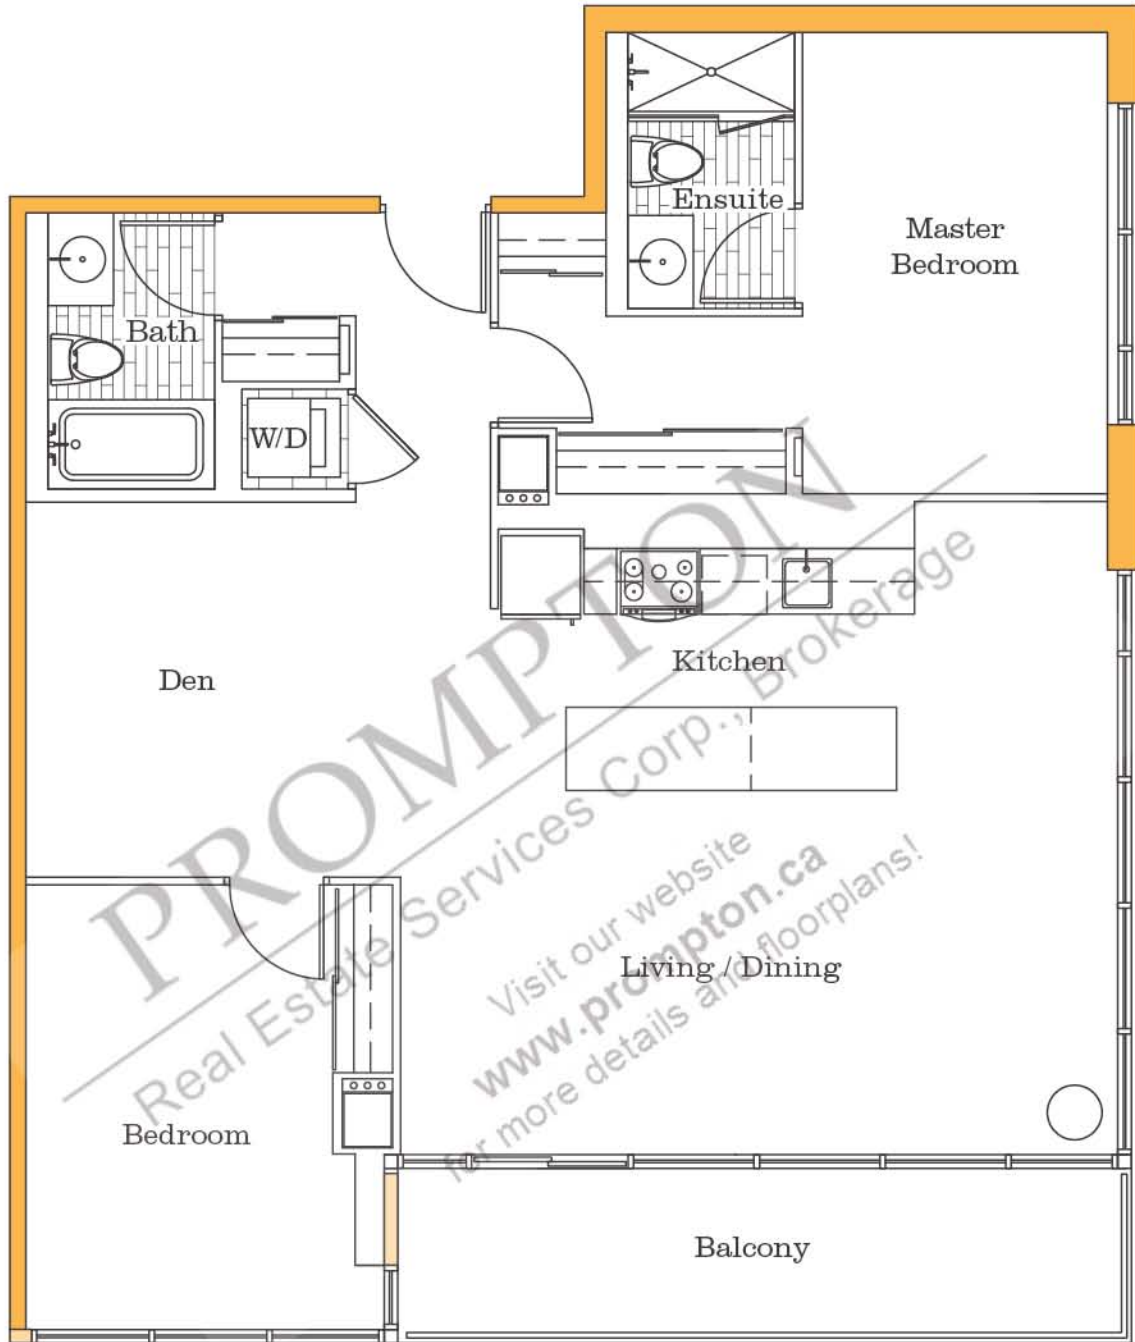 Ensuite
Master
Bedroom
Bath
W/D
Kitchen
Den
Living / Dining
Bedroom
Balcony
PROMPTON
Real Estate Services Corp., Brokerage
Visit our website
www.prompton.ca
for more details and floorplans!